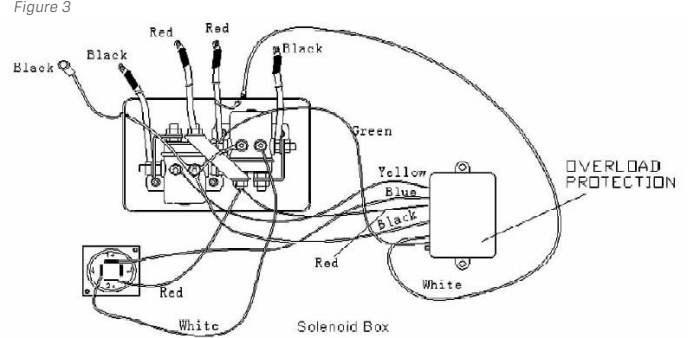 Figure 3
Red
Red
Black
Black
Black
Green
Yellow
Blue
Black
Red
White
OVERLOAD
PROTECTION
Red
White
Solenoid Box